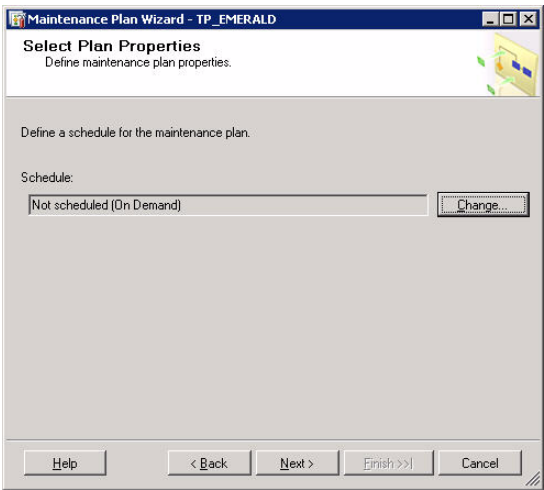 Maintenance Plan Wizard - TP_EMERALD
Select Plan Properties
Define maintenance plan properties.
Define a schedule for the maintenance plan.
Schedule:
Not scheduled (On Demand)
Change...
Help
< Back
Next >
Finish >>|
Cancel